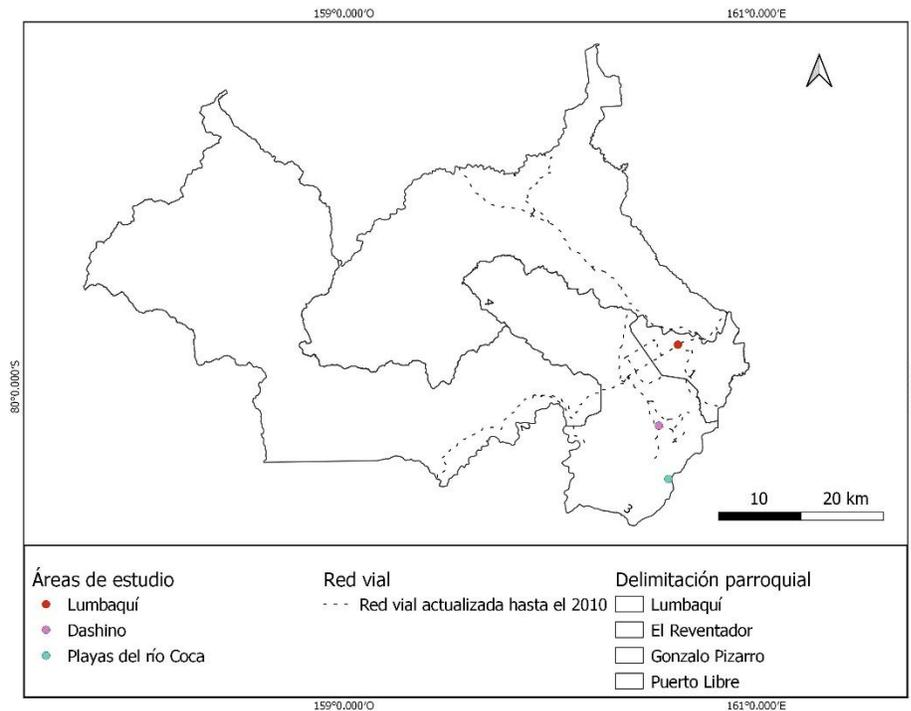 159°0.000'O 161°0.000'E
80°0.000'S
4
1
3
10 20 km
Áreas de estudio
Lumbaquí
Dashino
Playas del río Coca
Red vial
Red vial actualizada hasta el 2010
Delimitación parroquial
Lumbaquí
El Reventador
Gonzalo Pizarro
Puerto Libre
159°0.000'O 161°0.000'E